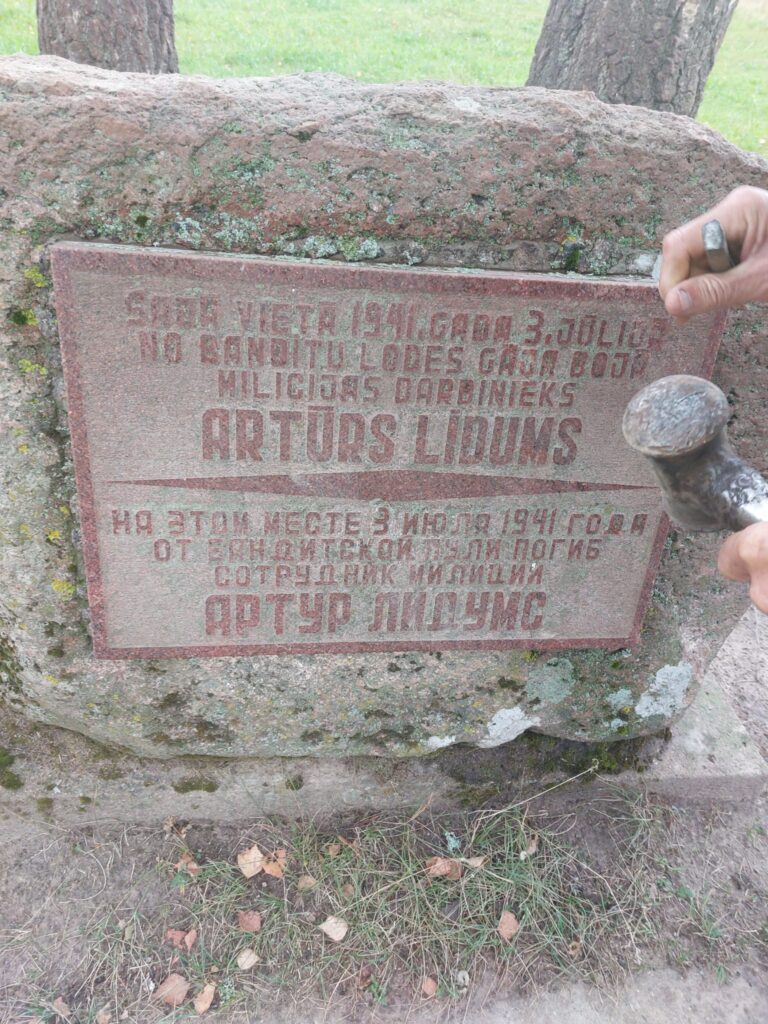 ŠAJĀ VIETĀ 1941. GADA 3. JŪLIJĀ
NO BANDĪTU LODES GĀJA BOJĀ
MILICIJAS DARBINIEKS
ARTŪRS LĪDUMS
НА ЭТОМ МЕСТЕ 3 ИЮЛЯ 1941 ГОДА
ОТ БАНДИТСКОЙ ПУЛИ ПОГИБ
СОТРУДНИК МИЛИЦИИ
АРТУР ЛИДУМС